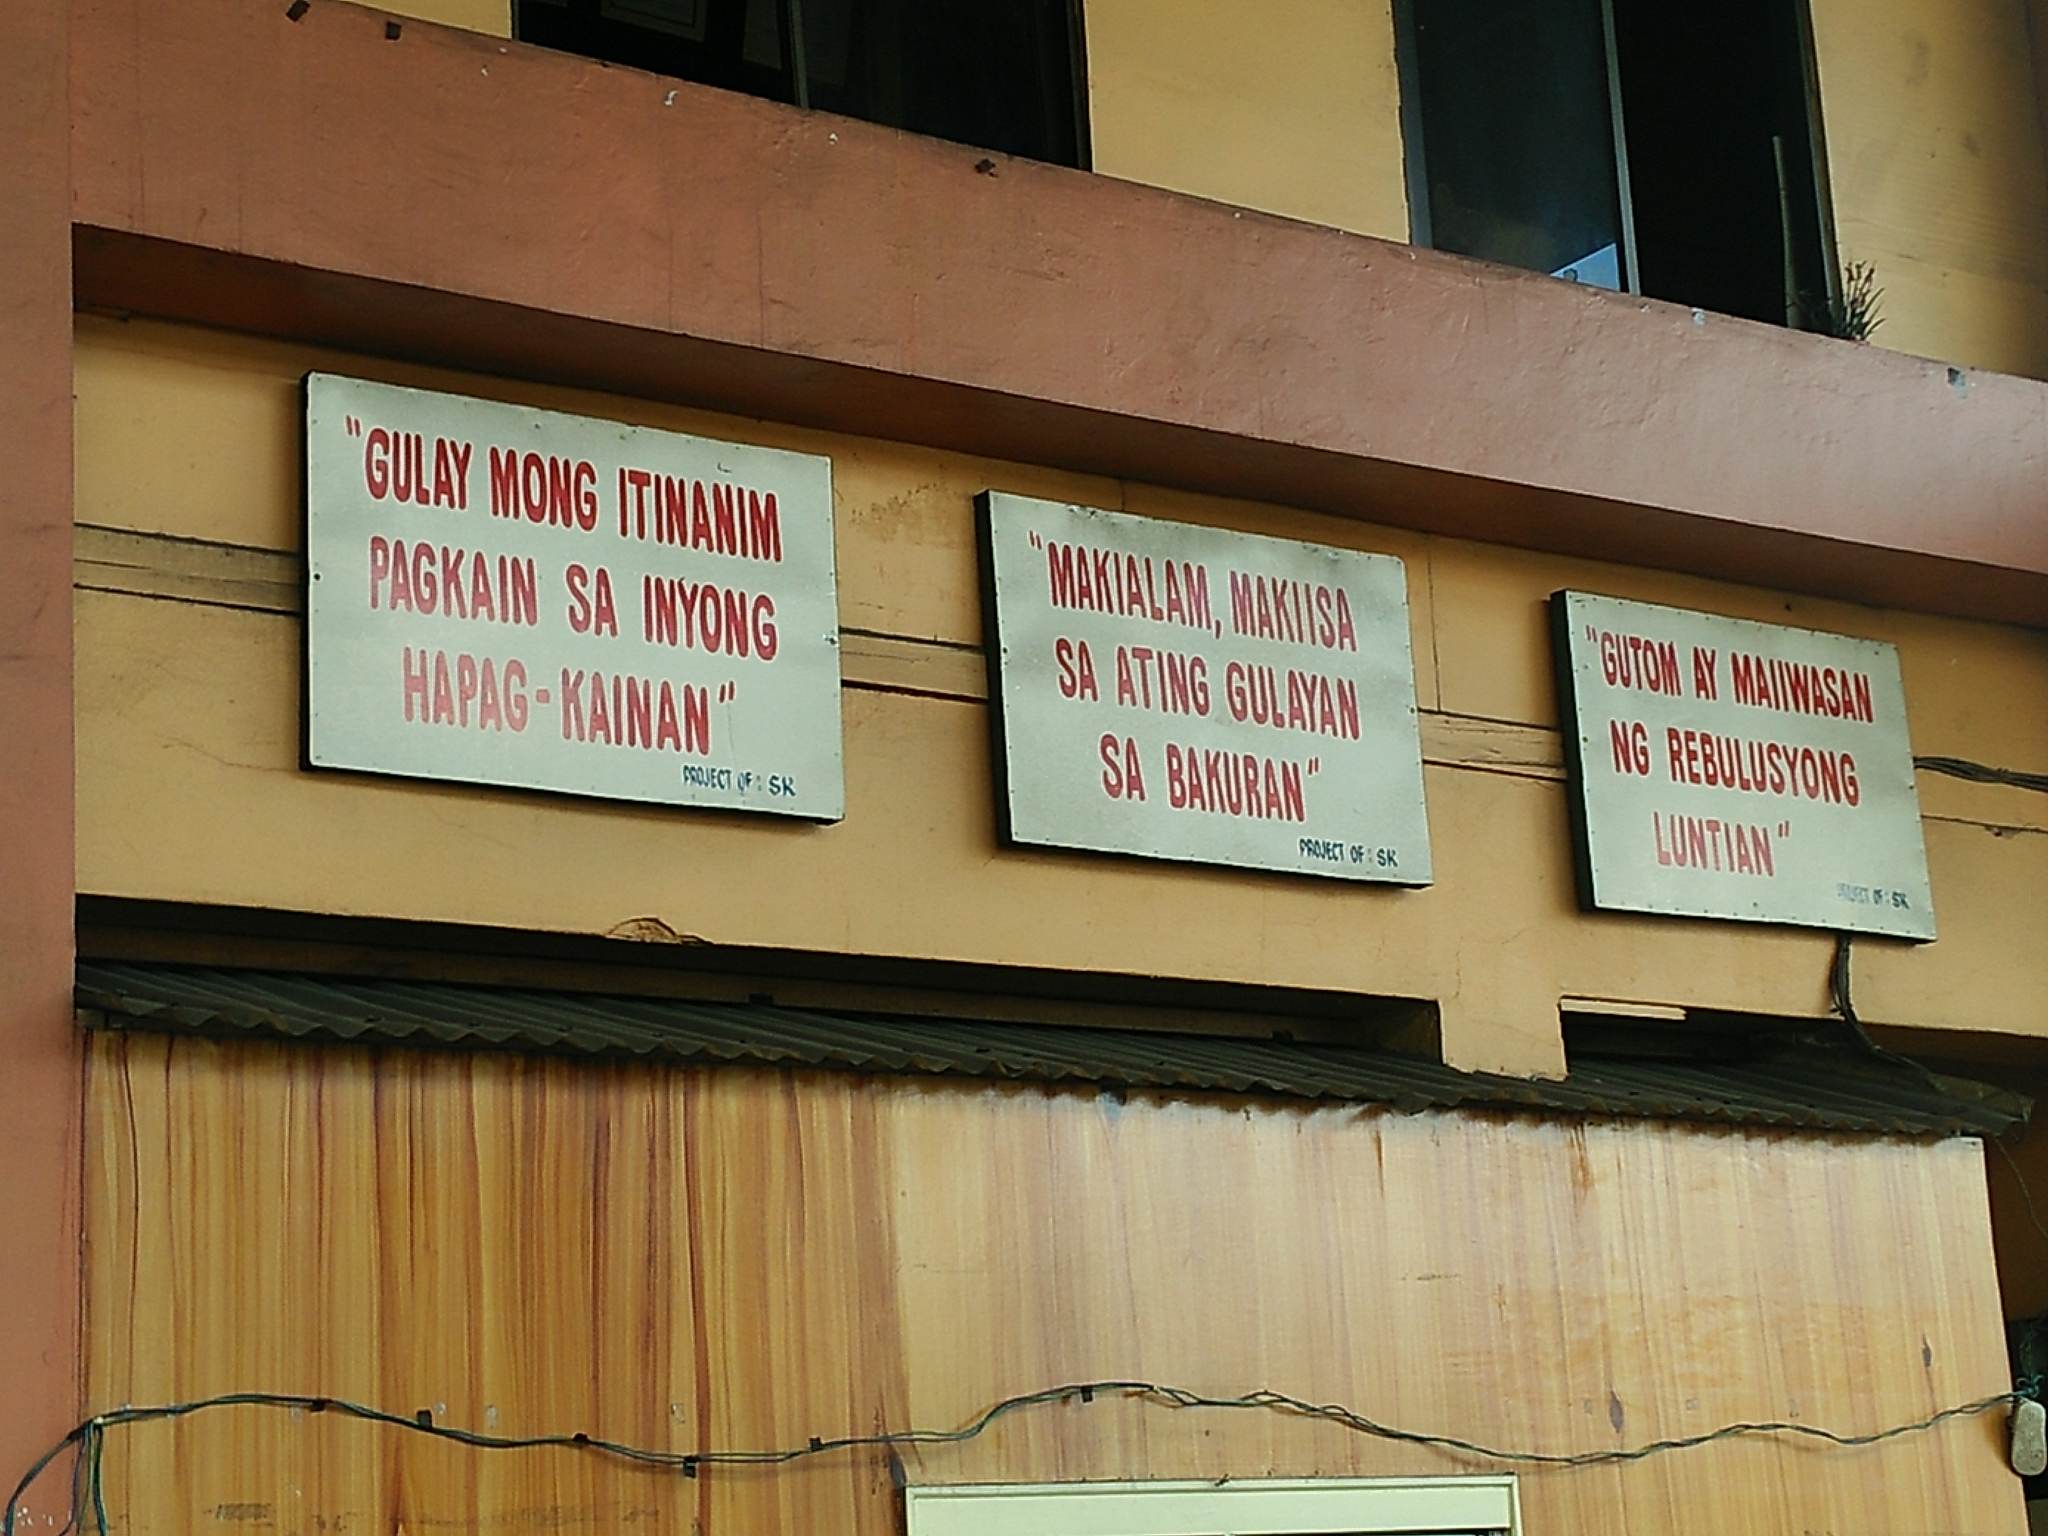 "GULAY MONG ITINANIM
PAGKAIN SA INYONG
HAPAG-KAINAN"
PROJECT OF: SK
"MAKIALAM, MAKIISA
SA ATING GULAYAN
SA BAKURAN"
PROJECT OF: SK
"GUTOM AY MAIIWASAN
NG REBULUSYONG
LUNTIAN"
PROJECT OF: SK